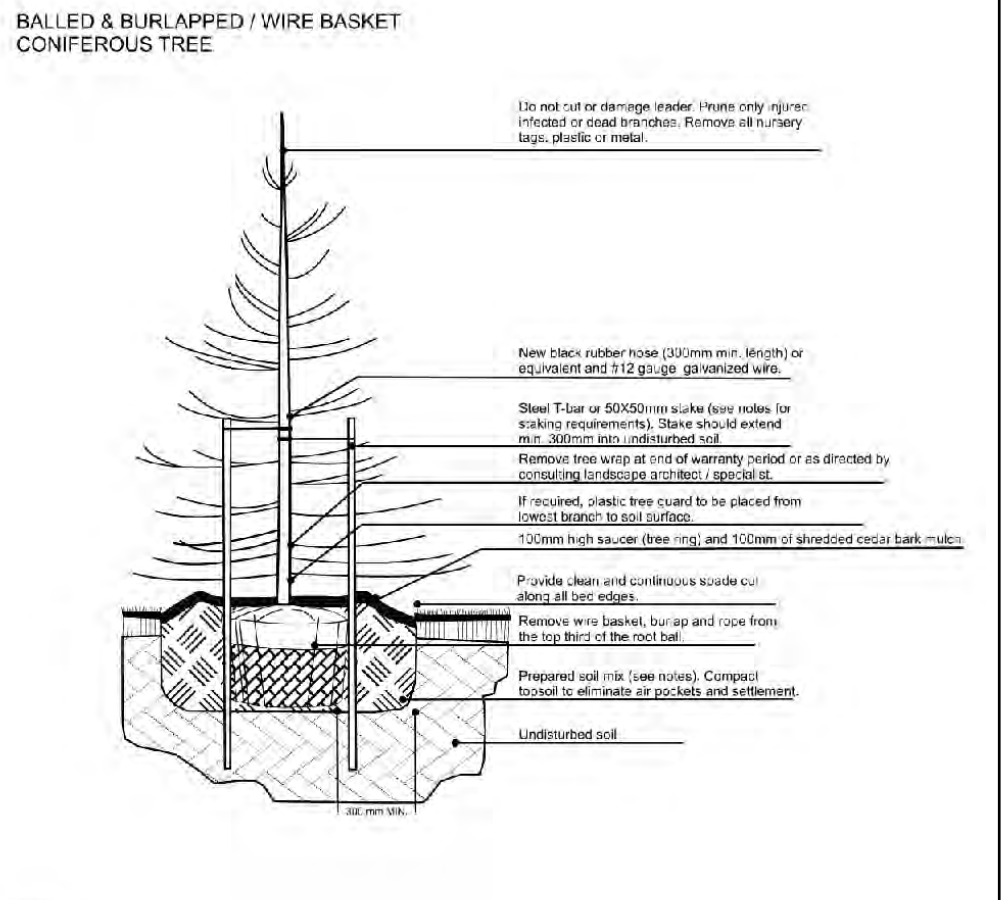 BALLED & BURLAPPED / WIRE BASKET
CONIFEROUS TREE
Do not cut or damage leader. Prune only injured
infected or dead branches. Remove all nursery
tags, plastic or metal.
New black rubber hose (300mm min. length) or
equivalent and #12 gauge galvanized wire.
Steel T-bar or 50X50mm stake (see notes for
staking requirements). Stake should extend
min. 300mm into undisturbed soil.
Remove tree wrap at end of warranty period or as directed by
consulting landscape architect / specialist.
If required, plastic tree guard to be placed from
lowest branch to soil surface.
100mm high saucer (tree ring) and 100mm of shredded cedar bark mulch
Provide clean and continuous spade cut
along all bed edges.
Remove wire basket, burlap and rope from
the top third of the root ball.
Prepared soil mix (see notes). Compact
topsoil to eliminate air pockets and settlement.
Undisturbed soil
300 mm MIN.